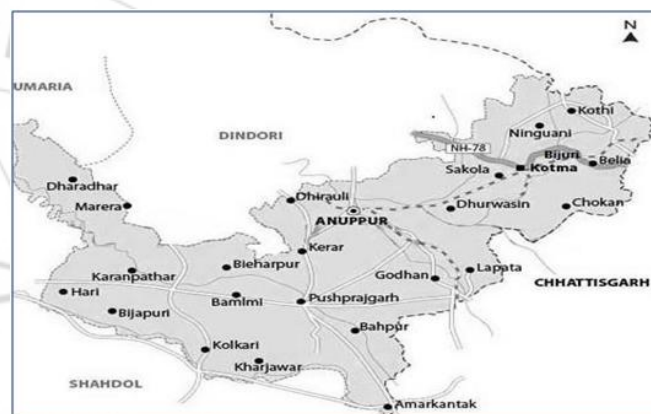 N
UMARIA
DINDORI
Kothi
Ninguani
NH-78
Bijuri
Belia
Sakola
Kotma
Dharadhar
Marera
Dhirauli
ANUPPUR
Dhurwasin
Chokan
Kerar
Karanpathar
Bieharpur
Godhan
Lapata
CHHATTISGARH
Hari
Bamlmi
Pushprajgarh
Bijapuri
Bahpur
Kolkari
Kharjawar
SHAHDOL
Amarkantak